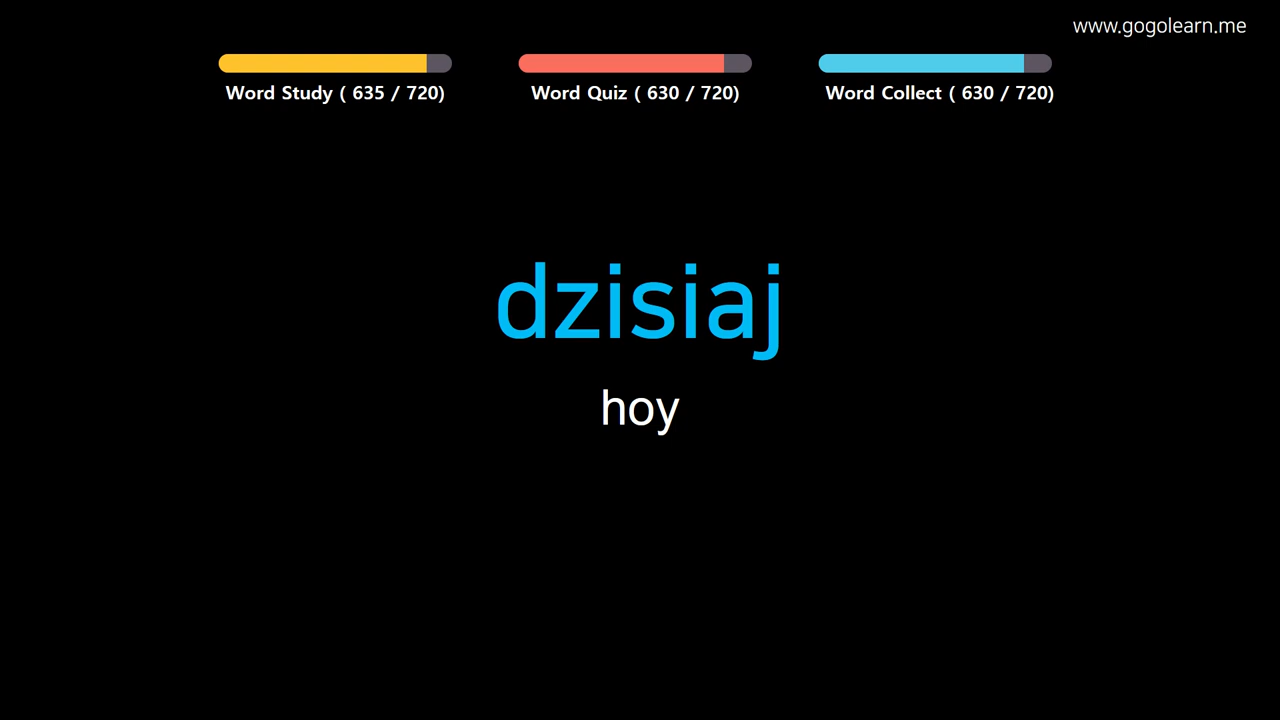 www.gogolearn.me
Word Study ( 635 / 720)
Word Quiz ( 630 / 720)
Word Collect ( 630 / 720)
dzisiaj
hoy